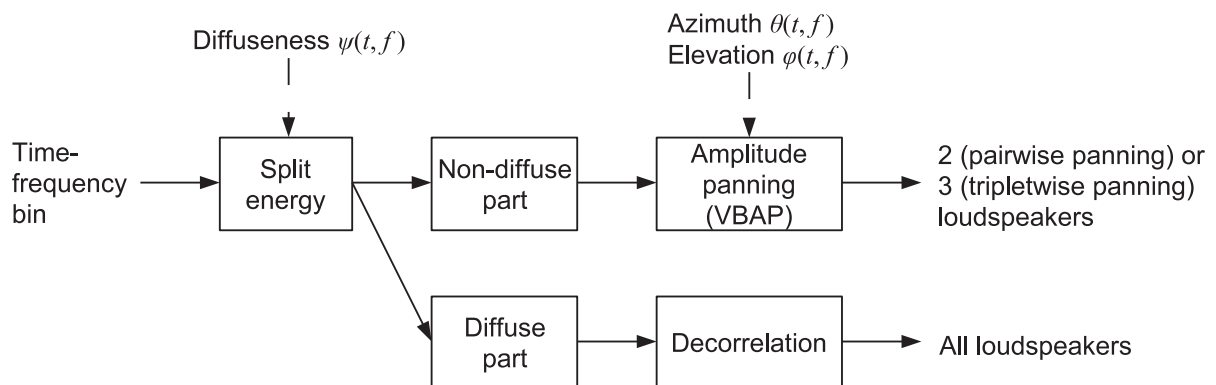 Diffuseness ψ(t, f)
Azimuth θ(t, f)
Elevation φ(t, f)
Time-
frequency
bin
Split
energy
Non-diffuse
part
Amplitude
panning
(VBAP)
2 (pairwise panning) or
3 (tripletwise panning)
loudspeakers
Diffuse
part
Decorrelation
All loudspeakers